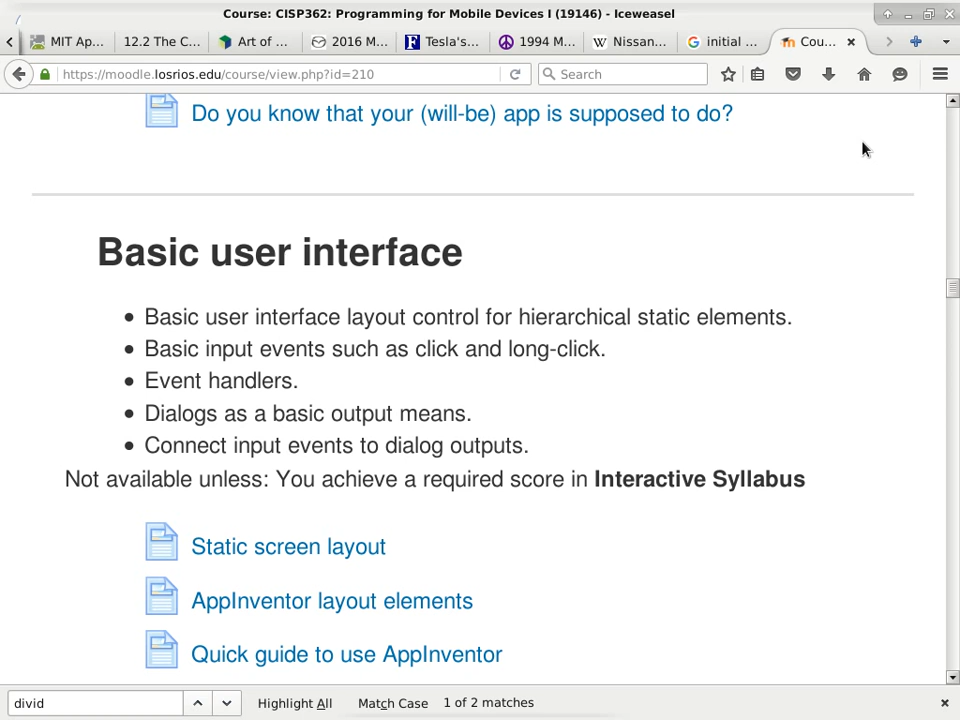 Course: CISP362: Programming for Mobile Devices I (19146) - Iceweasel
MIT Ap... 12.2 The C... Art of ... 2016 M... Tesla's... 1994 M... Nissan... initial ... Cou...
https://moodle.losrios.edu/course/view.php?id=210 Search
Do you know that your (will-be) app is supposed to do?
Basic user interface
Basic user interface layout control for hierarchical static elements.
Basic input events such as click and long-click.
Event handlers.
Dialogs as a basic output means.
Connect input events to dialog outputs.
Not available unless: You achieve a required score in Interactive Syllabus
Static screen layout
AppInventor layout elements
Quick guide to use AppInventor
divid Highlight All Match Case 1 of 2 matches